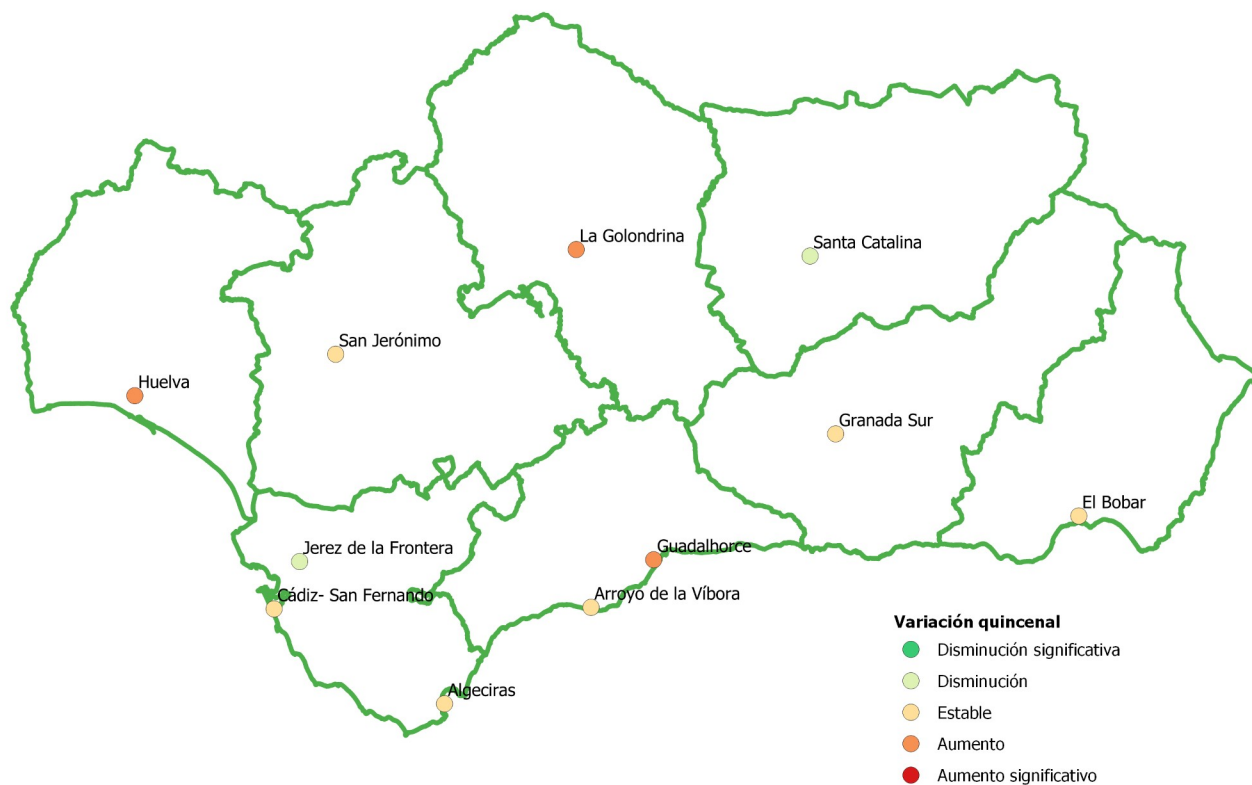 La Golondrina
Santa Catalina
San Jerónimo
Huelva
Granada Sur
El Bobar
Jerez de la Frontera
Guadalhorce
Cádiz- San Fernando
Arroyo de la Víbora
Algeciras
Variación quincenal
Disminución significativa
Disminución
Estable
Aumento
Aumento significativo